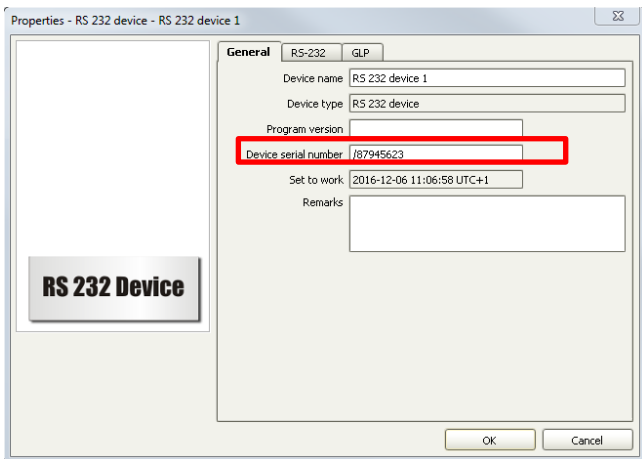 Properties - RS 232 device - RS 232 device 1
General RS-232 GLP
Device name RS 232 device 1
Device type RS 232 device
Program version
Device serial number /87945623
Set to work 2016-12-06 11:06:58 UTC+1
Remarks
RS 232 Device
OK Cancel